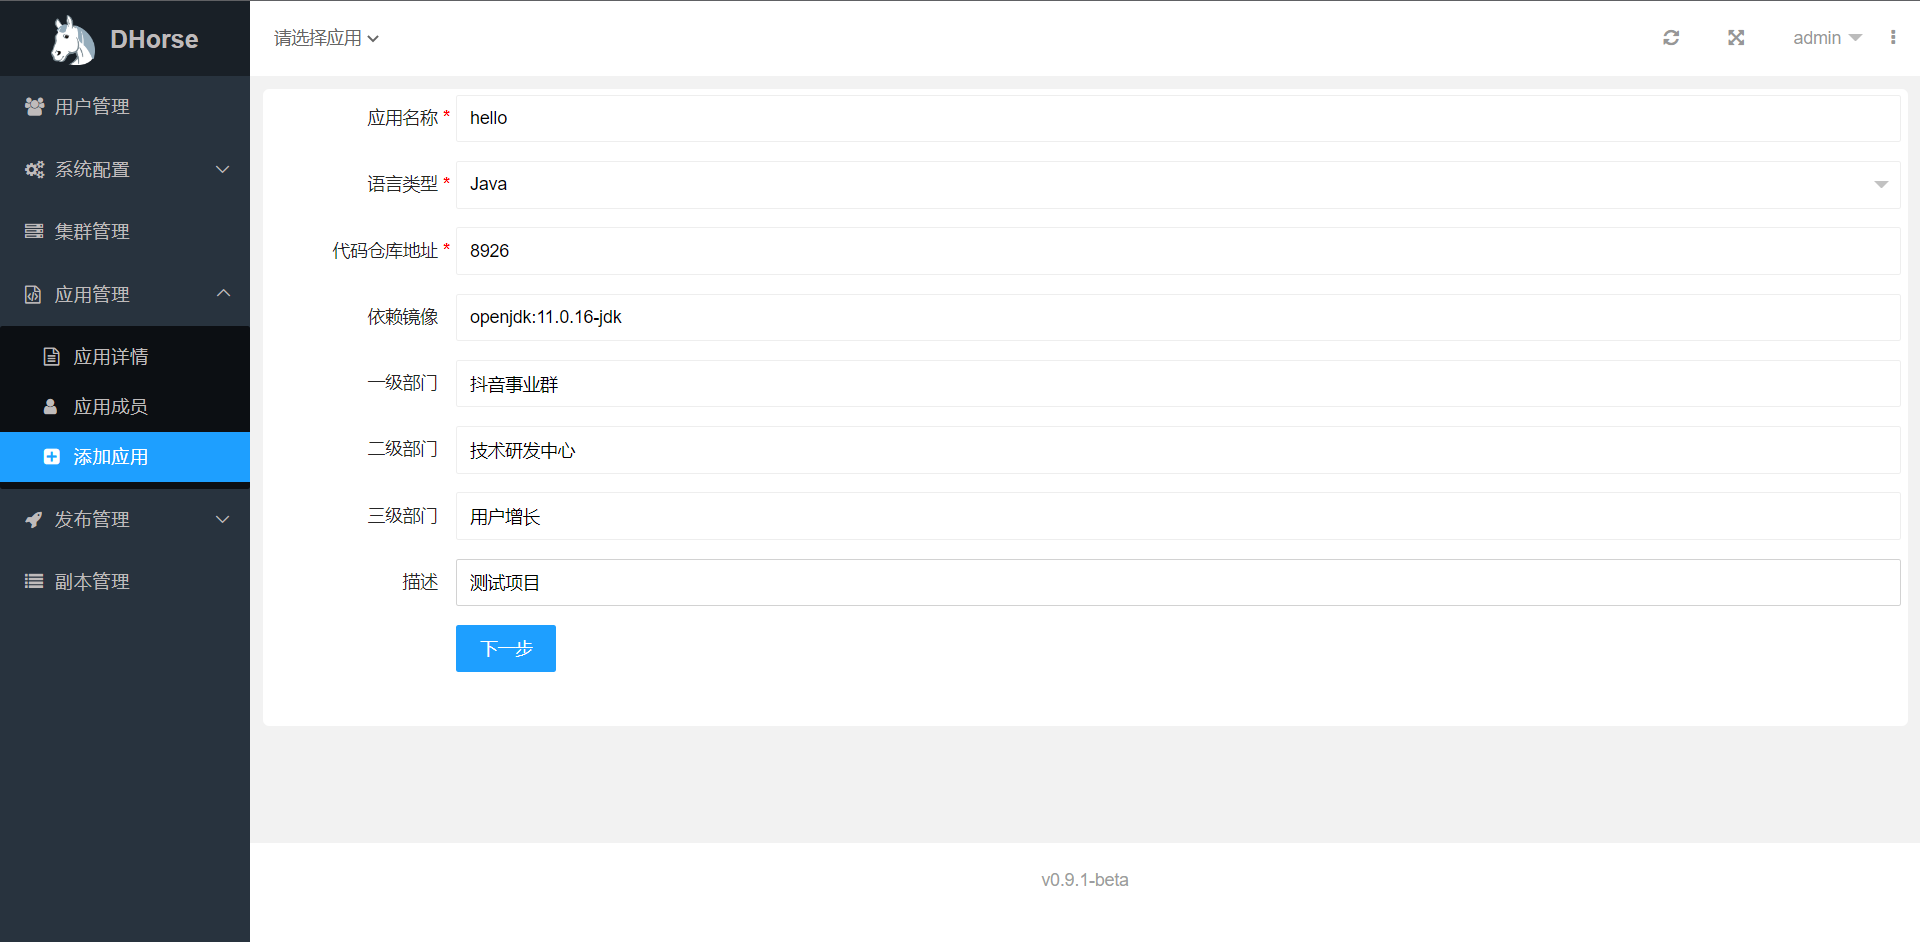 DHorse
请选择应用
admin
用户管理
系统配置
集群管理
应用管理
应用详情
应用成员
添加应用
发布管理
副本管理
应用名称 * hello
语言类型 * Java
代码仓库地址 * 8926
依赖镜像 openjdk:11.0.16-jdk
一级部门 抖音事业群
二级部门 技术研发中心
三级部门 用户增长
描述 测试项目
下一步
v0.9.1-beta